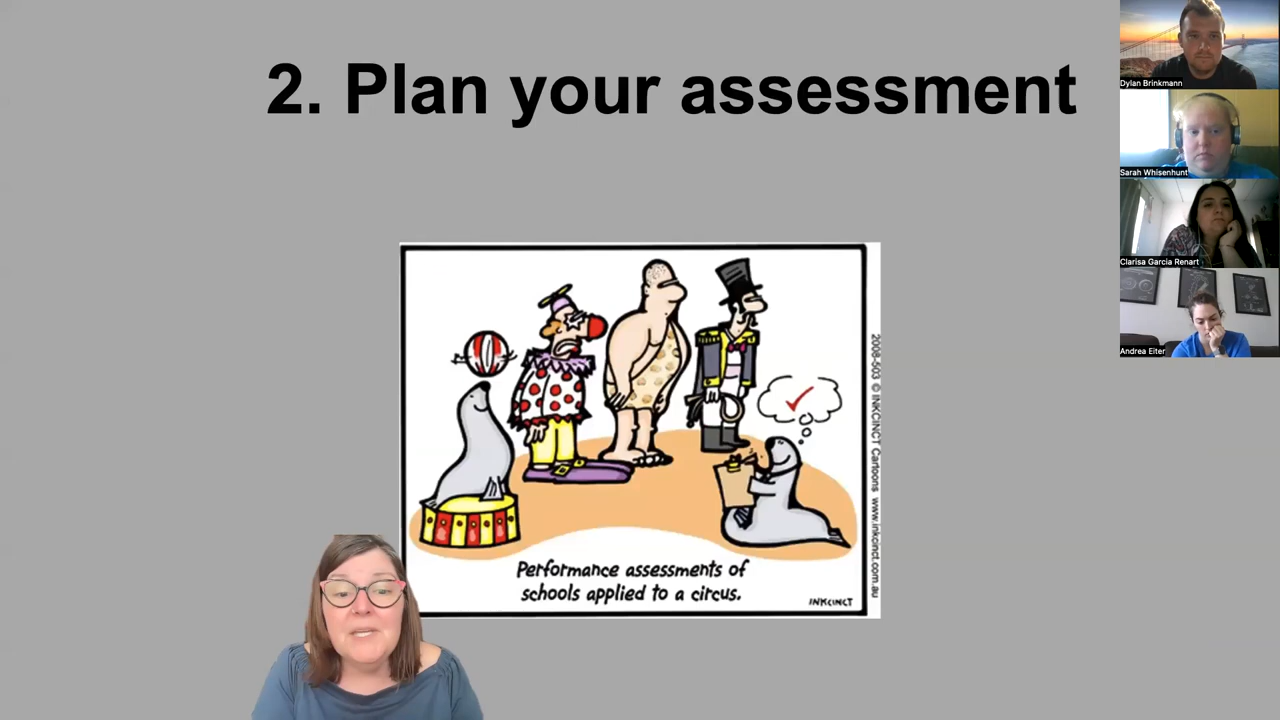 2. Plan your assessment
Dylan Brinkmann
Sarah Whisenhunt
Clarisa Garcia Renart
Andrea Eiter
2008-503 © INKCINCT Cartoons www.inkcinct.com.au
Performance assessments of
schools applied to a circus.
INKCINCT